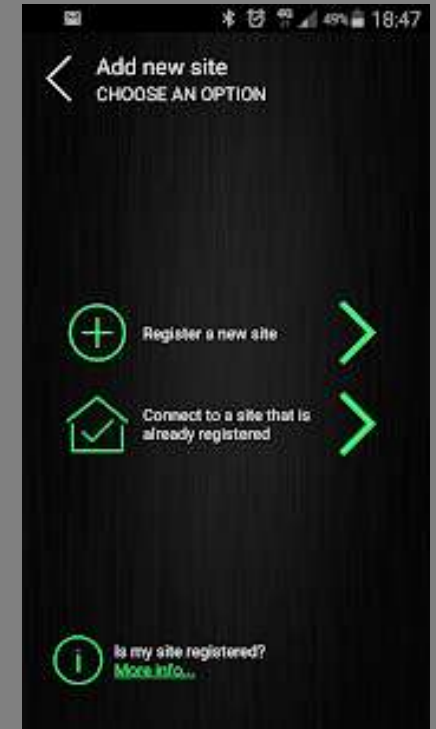 49% 18:47
Add new site
CHOOSE AN OPTION
Register a new site
Connect to a site that is
already registered
Is my site registered?
More info...